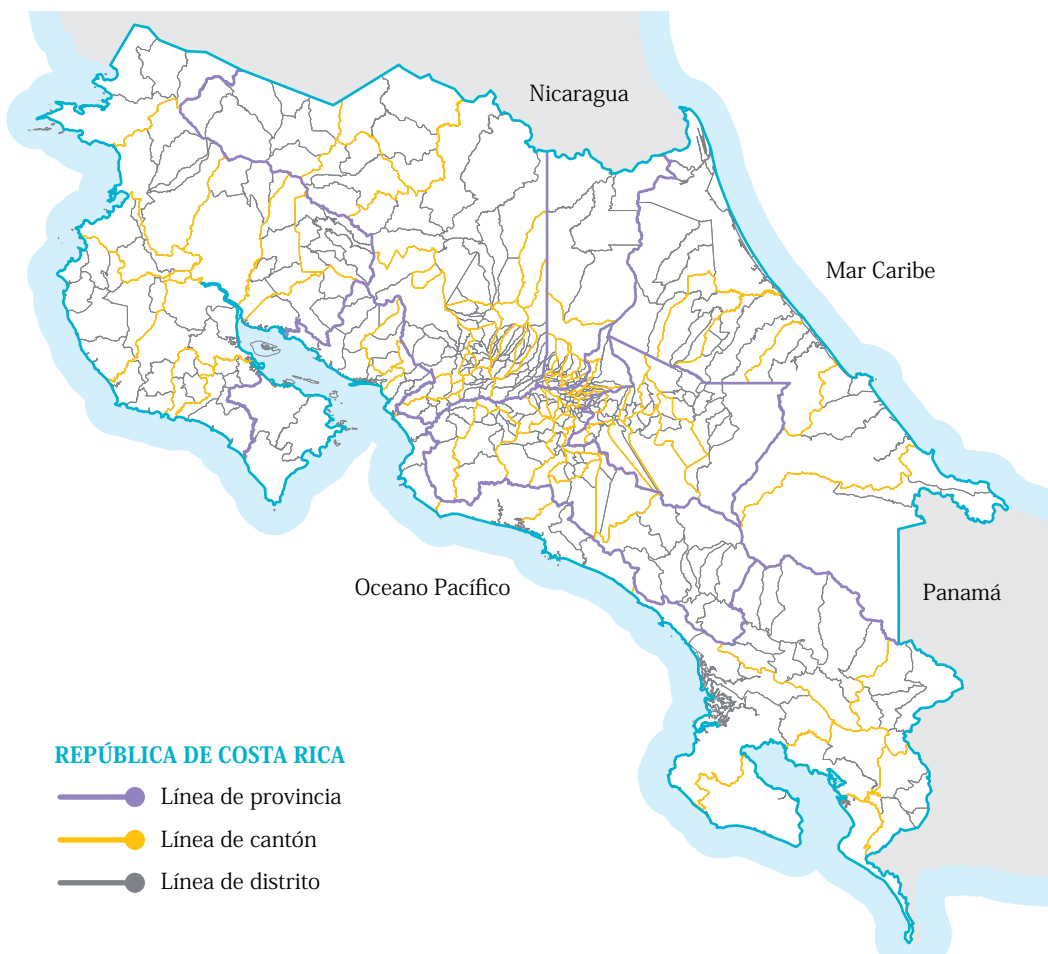 Nicaragua
Mar Caribe
Oceano Pacífico
Panamá
REPÚBLICA DE COSTA RICA
Línea de provincia
Línea de cantón
Línea de distrito